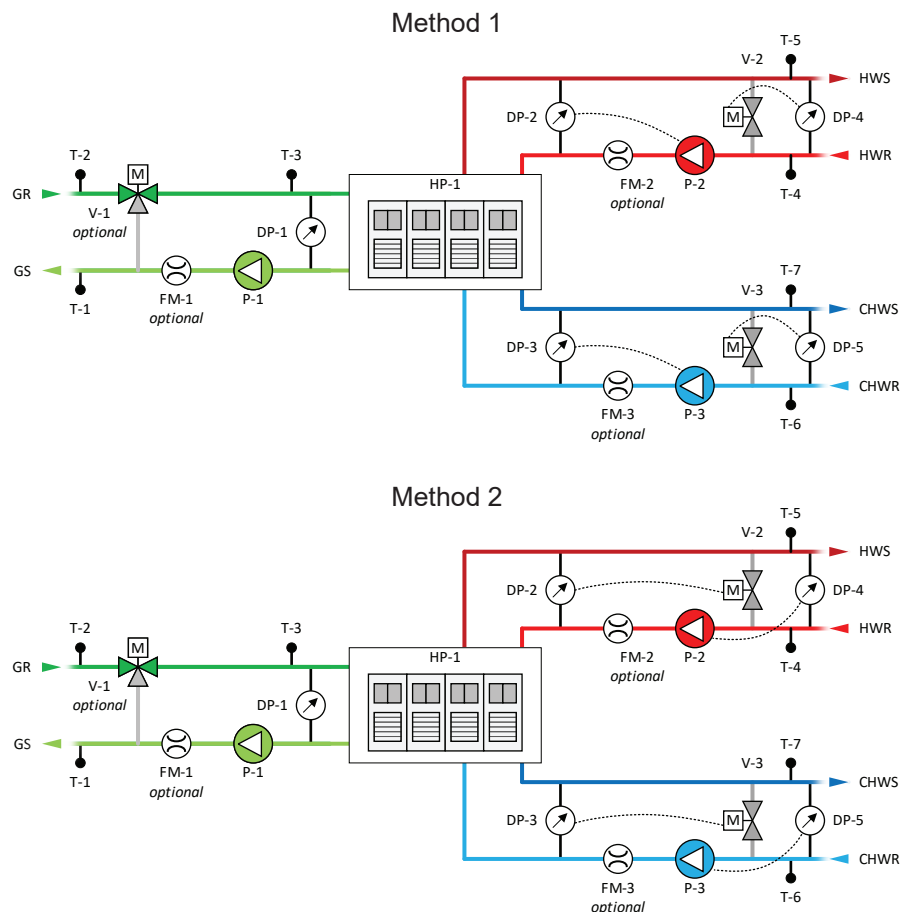 Method 1
T-5
V-2
HWS
DP-2
M
DP-4
T-2
T-3
HWR
M
FM-2
P-2
T-4
optional
HP-1
GR
V-1
optional
DP-1
GS
T-7
FM-1
P-1
T-1
optional
V-3
CHWS
DP-3
M
DP-5
CHWR
FM-3
P-3
T-6
optional
Method 2
T-5
V-2
HWS
DP-2
M
DP-4
T-2
T-3
HWR
M
FM-2
P-2
T-4
optional
HP-1
GR
V-1
optional
DP-1
GS
T-7
FM-1
P-1
T-1
optional
V-3
CHWS
DP-3
M
DP-5
CHWR
FM-3
P-3
T-6
optional